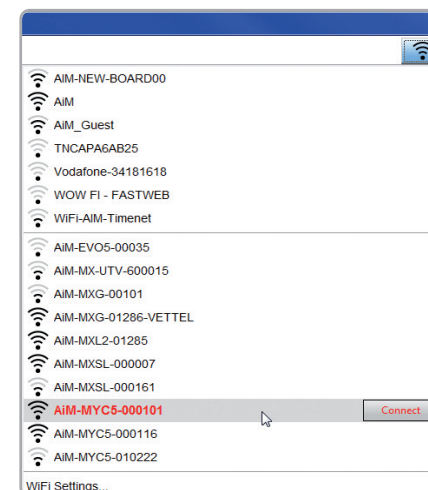 AiM-NEW-BOARD00
AiM
AiM_Guest
TNCAPA6AB25
Vodafone-34181618
WOW FI - FASTWEB
WiFi-AIM-Timenet
AiM-EVO5-00035
AiM-MX-UTV-600015
AiM-MXG-00101
AiM-MXG-01286-VETTEL
AiM-MXL2-01285
AiM-MXSL-000007
AiM-MXSL-000161
AiM-MYC5-000101 Connect
AiM-MYC5-000116
AiM-MYC5-010222
WiFi Settings...